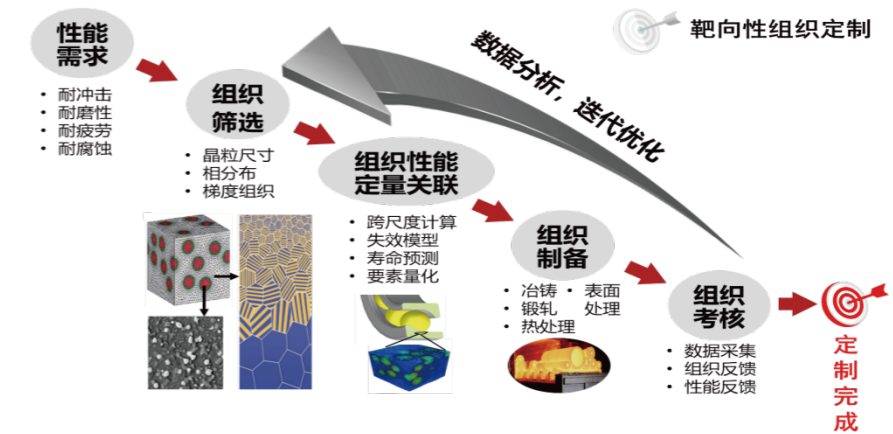 靶向性组织定制
性能
需求
• 耐冲击
• 耐磨性
• 耐疲劳
• 耐腐蚀
组织
筛选
• 晶粒尺寸
• 相分布
• 梯度组织
数据分析，迭代优化
组织性能
定量关联
• 跨尺度计算
• 失效模型
• 寿命预测
• 要素量化
组织
制备
• 冶铸 • 表面
• 锻轧 处理
• 热处理
组织
考核
• 数据采集
• 组织反馈
• 性能反馈
定
制
完
成